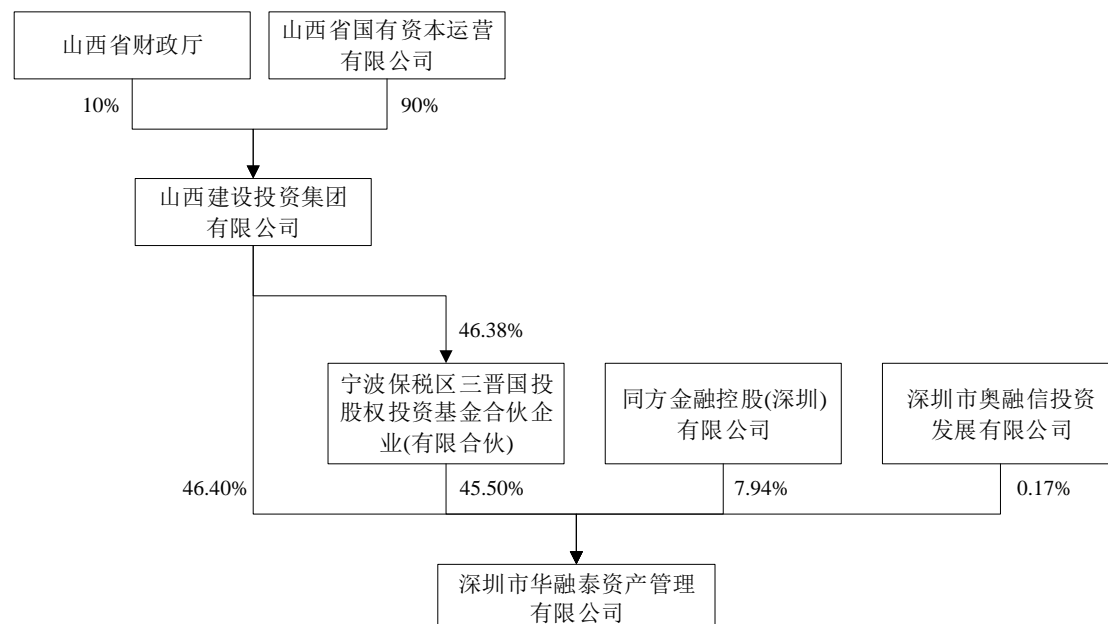 山西省财政厅
山西省国有资本运营
有限公司
10%
90%
山西建设投资集团
有限公司
46.38%
宁波保税区三晋国投
股权投资基金合伙企
业(有限合伙)
同方金融控股(深圳)
有限公司
深圳市奥融信投资
发展有限公司
46.40%
45.50%
7.94%
0.17%
深圳市华融泰资产管理
有限公司